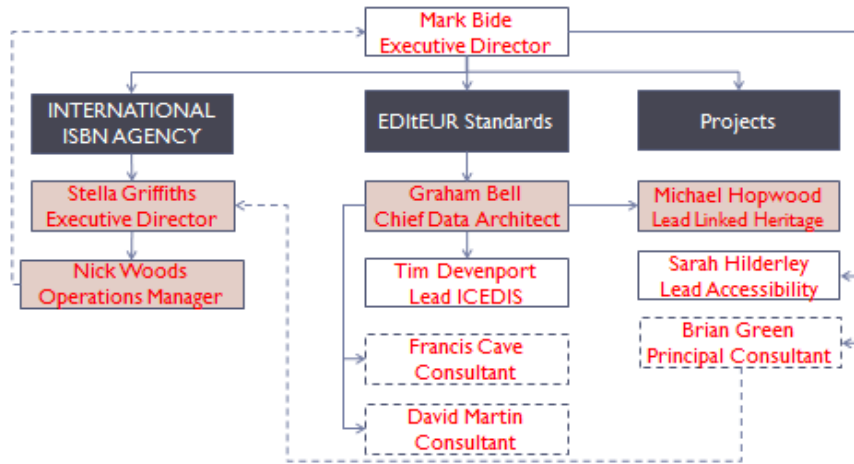 Mark Bide
Executive Director
INTERNATIONAL
ISBN AGENCY
EDItEUR Standards
Projects
Stella Griffiths
Executive Director
Graham Bell
Chief Data Architect
Michael Hopwood
Lead Linked Heritage
Nick Woods
Operations Manager
Tim Devenport
Lead ICEDIS
Sarah Hilderley
Lead Accessibility
Francis Cave
Consultant
Brian Green
Principal Consultant
David Martin
Consultant